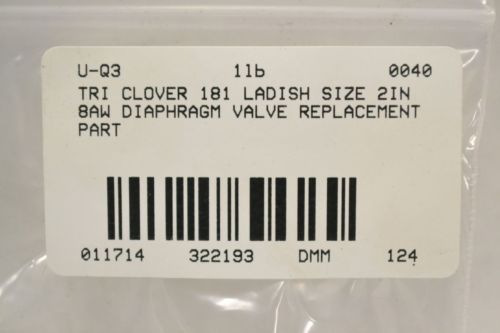 U-Q3 1lb 0040
TRI CLOVER 181 LADISH SIZE 2IN
8AW DIAPHRAGM VALVE REPLACEMENT
PART
011714 322193 DMM 124